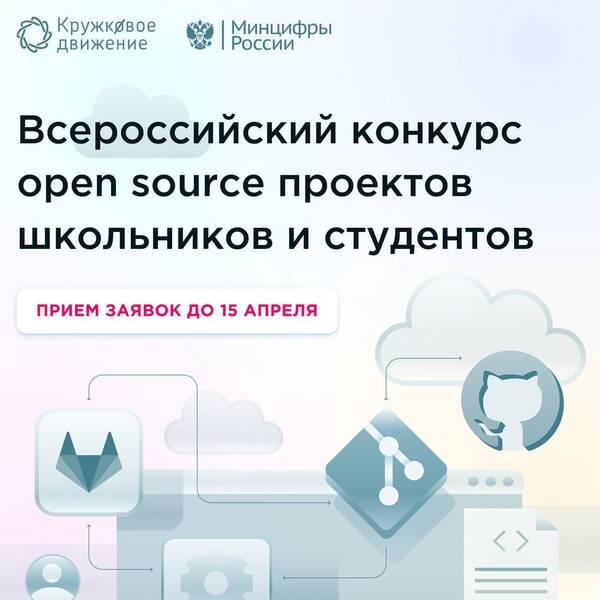 Кружковое
движение
Минцифры
России
Всероссийский конкурс
open source проектов
школьников и студентов
ПРИЕМ ЗАЯВОК ДО 15 АПРЕЛЯ